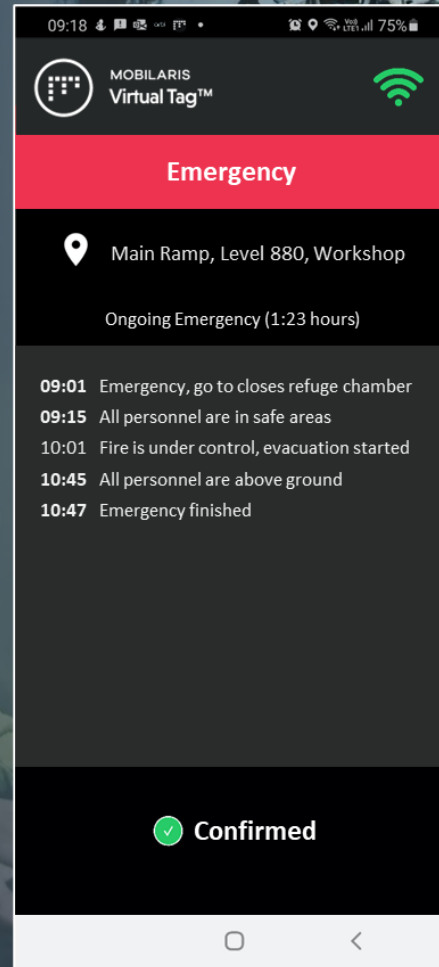 09:18 75%
MOBILARIS
Virtual Tag™
Emergency
Main Ramp, Level 880, Workshop
Ongoing Emergency (1:23 hours)
09:01 Emergency, go to closes refuge chamber
09:15 All personnel are in safe areas
10:01 Fire is under control, evacuation started
10:45 All personnel are above ground
10:47 Emergency finished
Confirmed